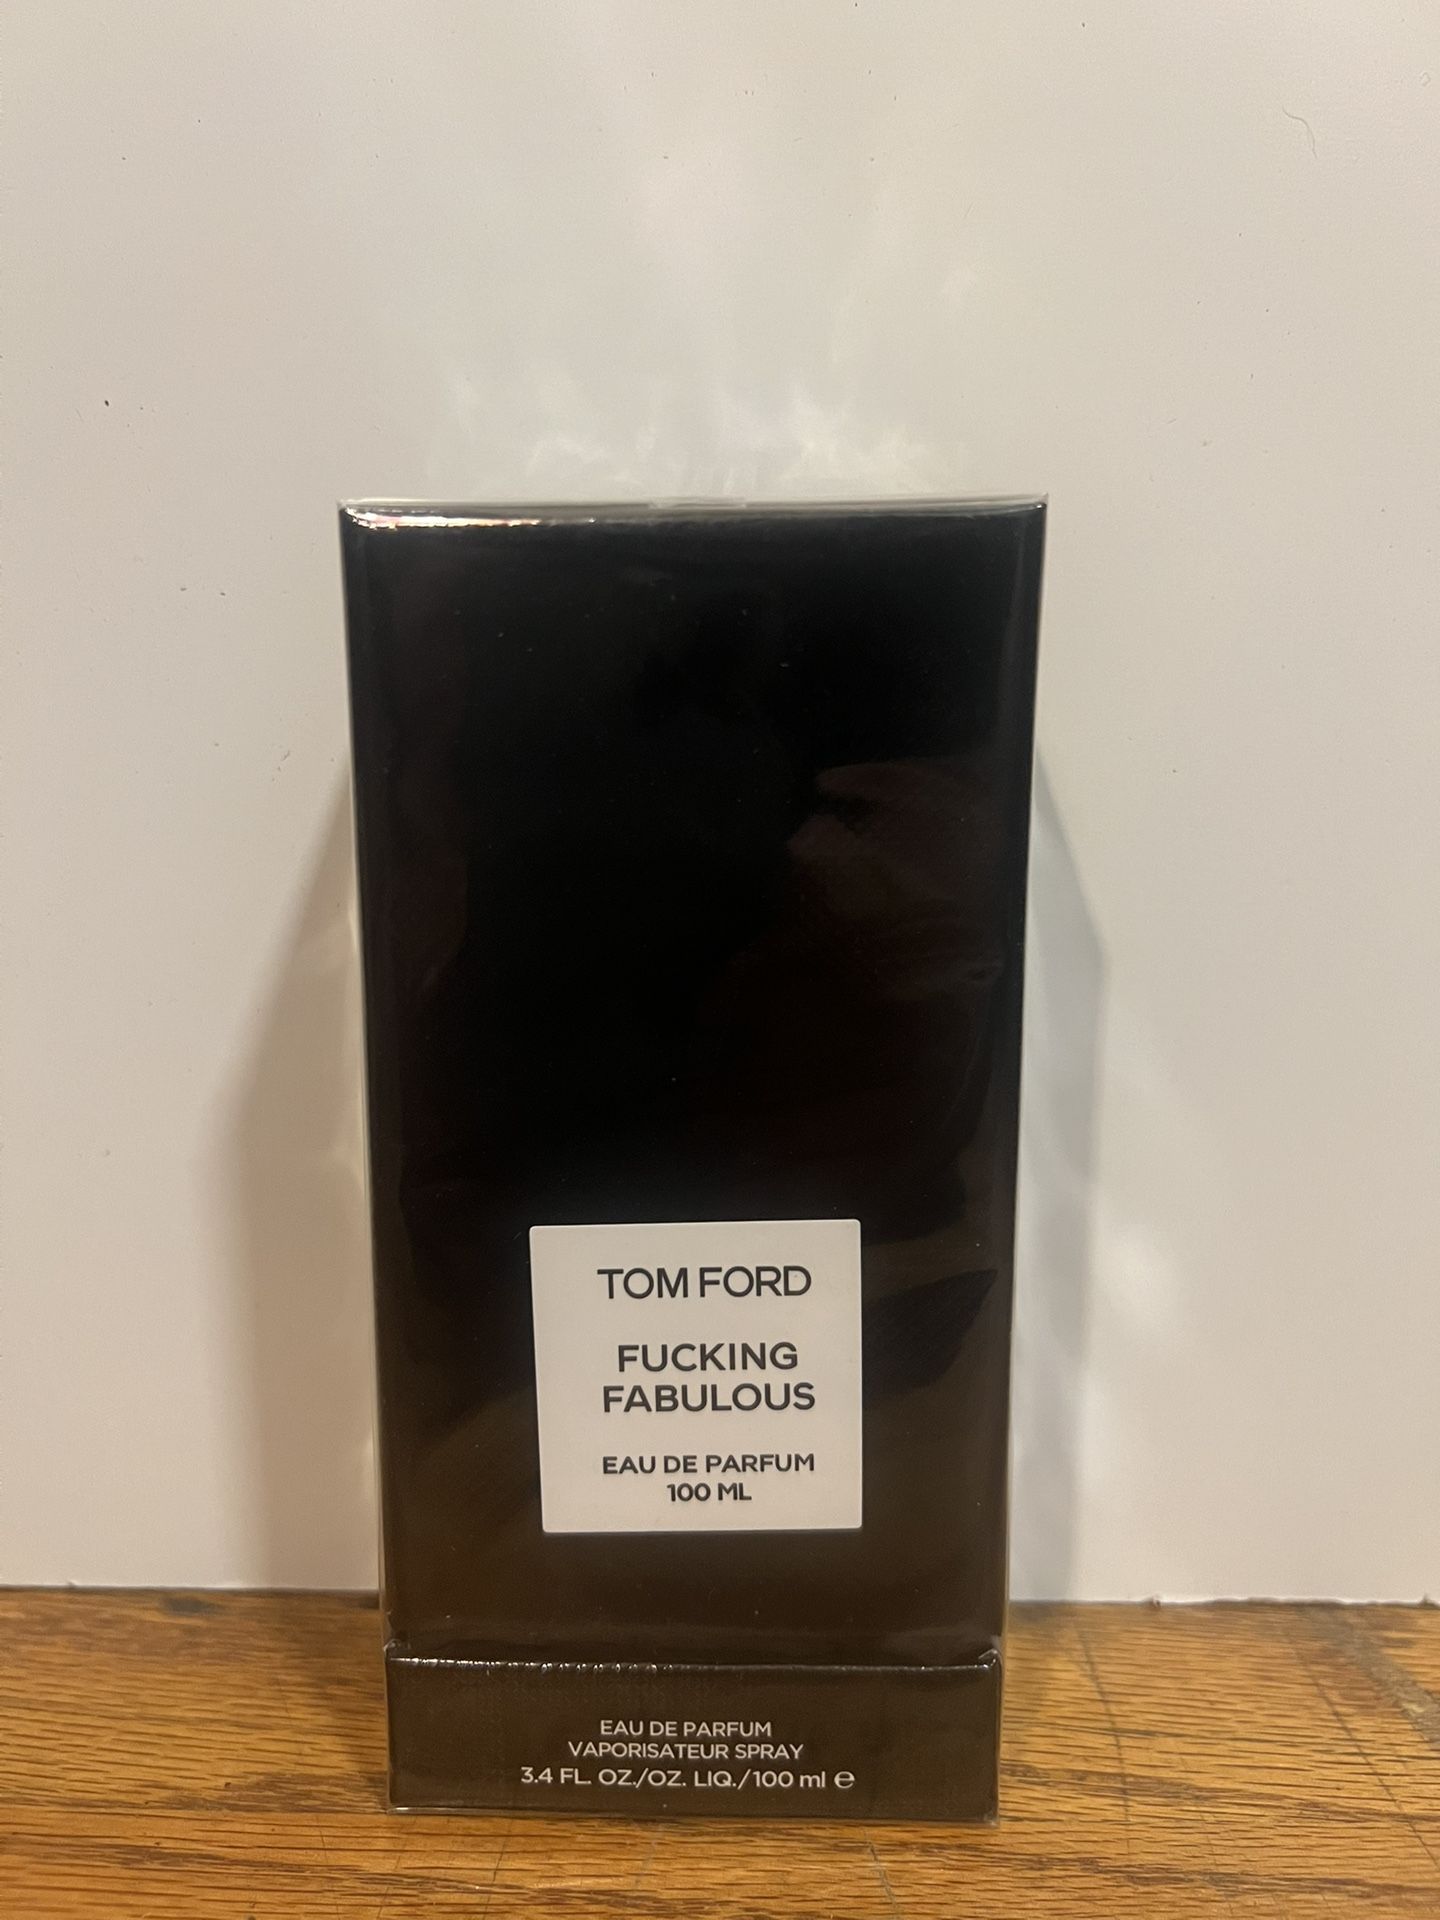 TOM FORD
FUCKING
FABULOUS
EAU DE PARFUM
100 ML
EAU DE PARFUM
VAPORISATEUR SPRAY
3.4 FL. OZ./OZ. LIQ./100 ml ℮